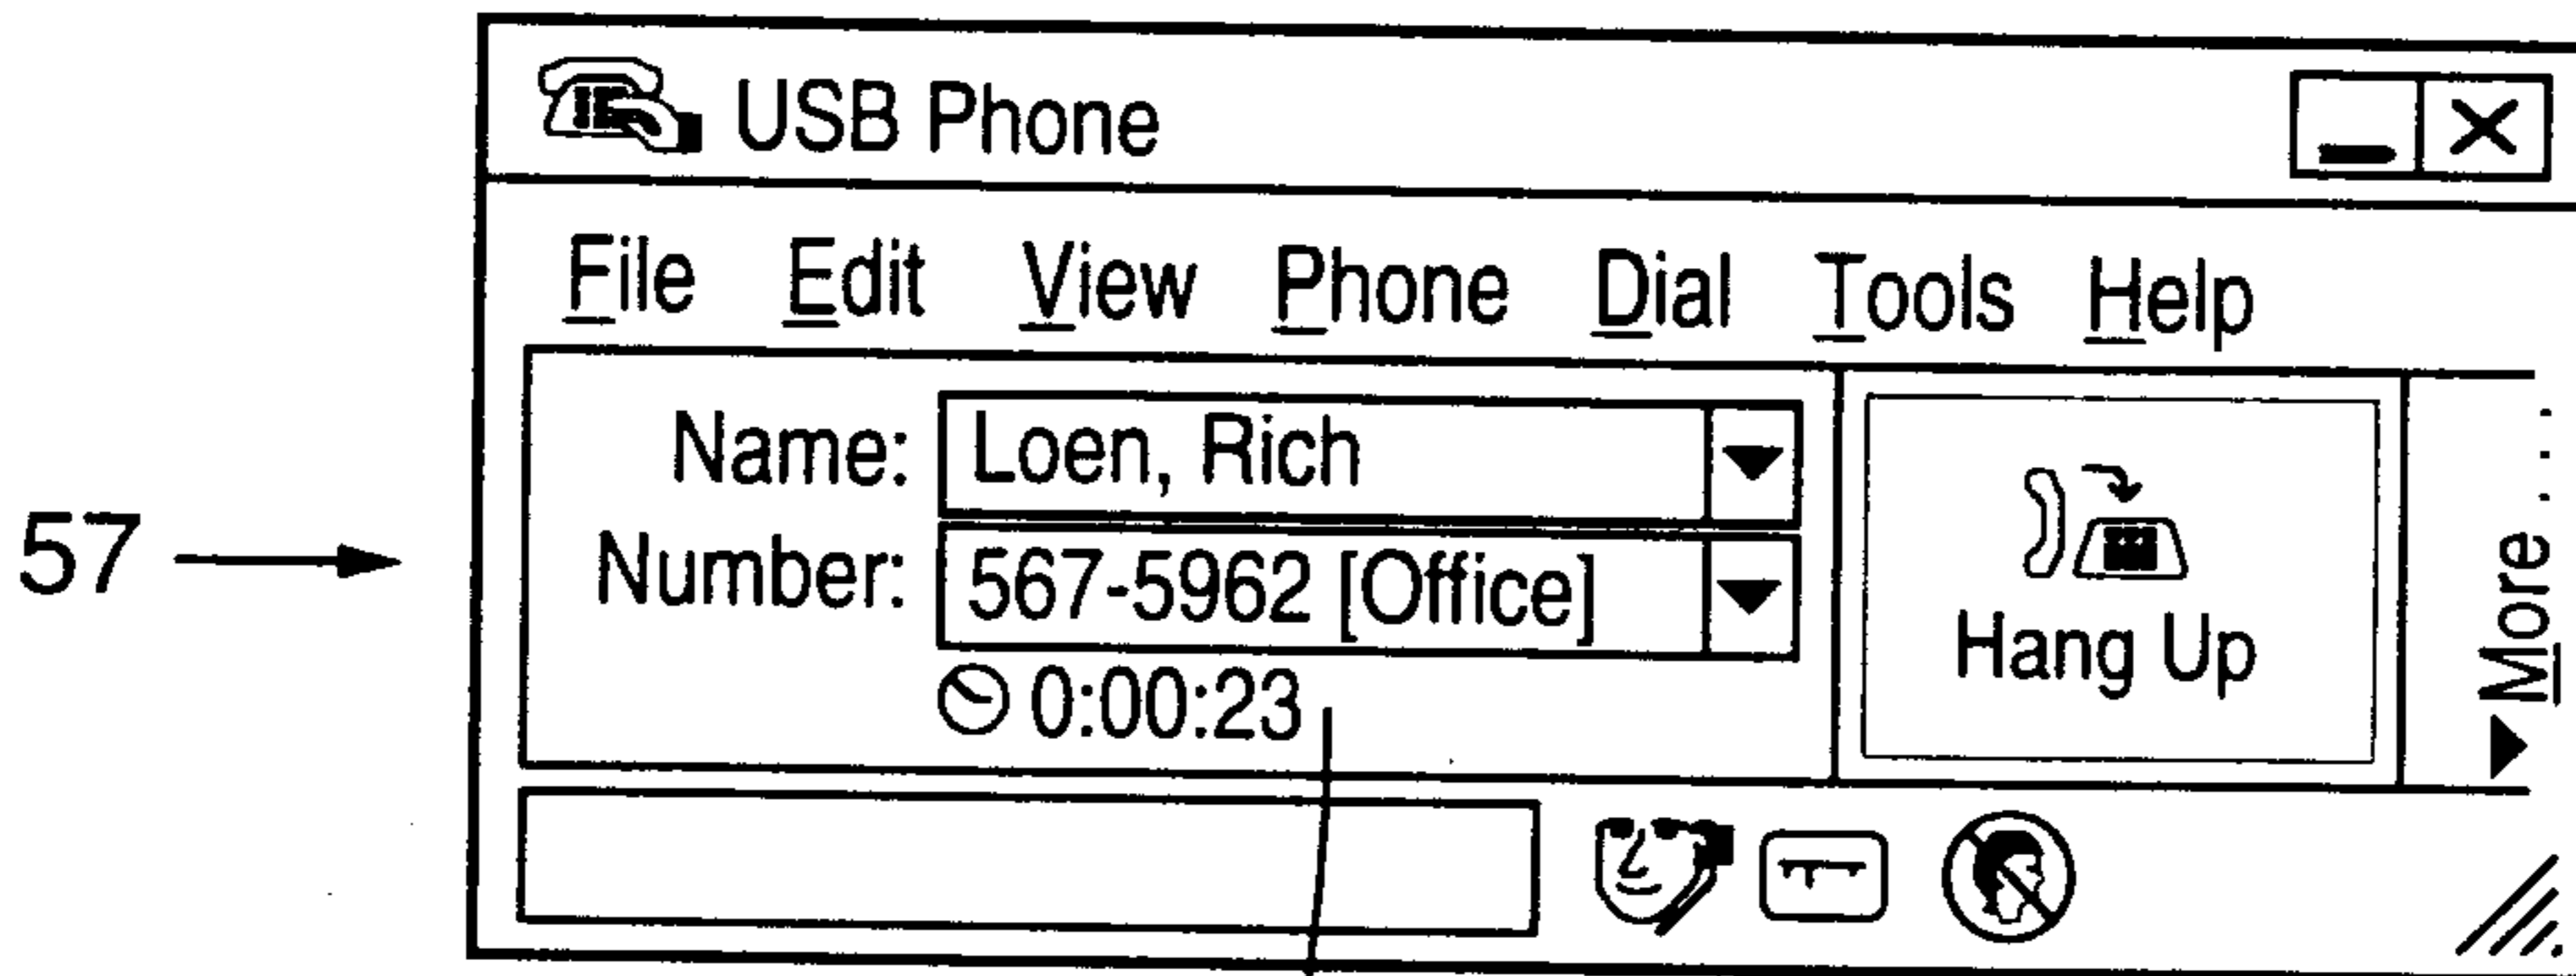 USB Phone
File Edit View Phone Dial Tools Help
Name: Loen, Rich
Number: 567-5962 [Office]
0:00:23
Hang Up
More ....
57